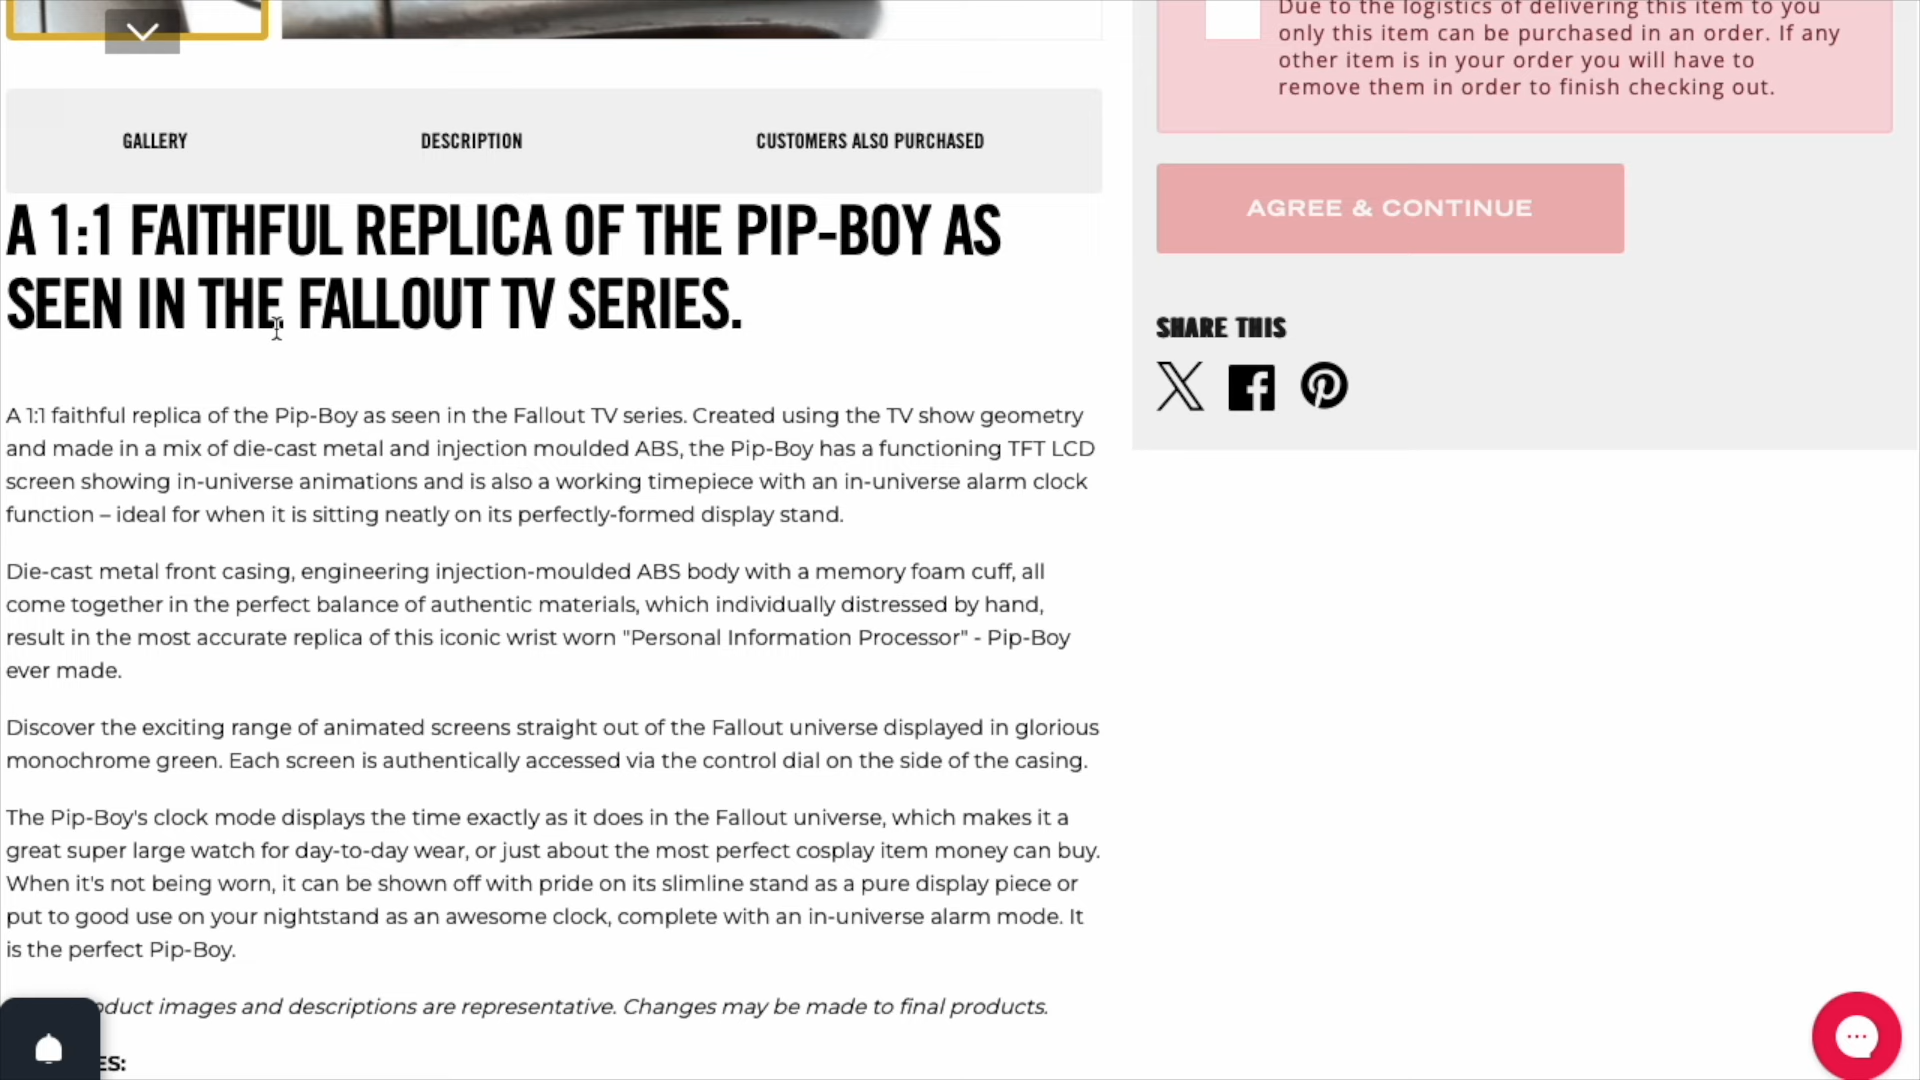 Due to the logistics of delivering this item to you
only this item can be purchased in an order. If any
other item is in your order you will have to
remove them in order to finish checking out.
GALLERY
DESCRIPTION
CUSTOMERS ALSO PURCHASED
A 1:1 FAITHFUL REPLICA OF THE PIP-BOY AS
SEEN IN THE FALLOUT TV SERIES.
AGREE & CONTINUE
SHARE THIS
A 1:1 faithful replica of the Pip-Boy as seen in the Fallout TV series. Created using the TV show geometry
and made in a mix of die-cast metal and injection moulded ABS, the Pip-Boy has a functioning TFT LCD
screen showing in-universe animations and is also a working timepiece with an in-universe alarm clock
function – ideal for when it is sitting neatly on its perfectly-formed display stand.
Die-cast metal front casing, engineering injection-moulded ABS body with a memory foam cuff, all
come together in the perfect balance of authentic materials, which individually distressed by hand,
result in the most accurate replica of this iconic wrist worn "Personal Information Processor" - Pip-Boy
ever made.
Discover the exciting range of animated screens straight out of the Fallout universe displayed in glorious
monochrome green. Each screen is authentically accessed via the control dial on the side of the casing.
The Pip-Boy's clock mode displays the time exactly as it does in the Fallout universe, which makes it a
great super large watch for day-to-day wear, or just about the most perfect cosplay item money can buy.
When it's not being worn, it can be shown off with pride on its slimline stand as a pure display piece or
put to good use on your nightstand as an awesome clock, complete with an in-universe alarm mode. It
is the perfect Pip-Boy.
images and descriptions are representative. Changes may be made to final products.